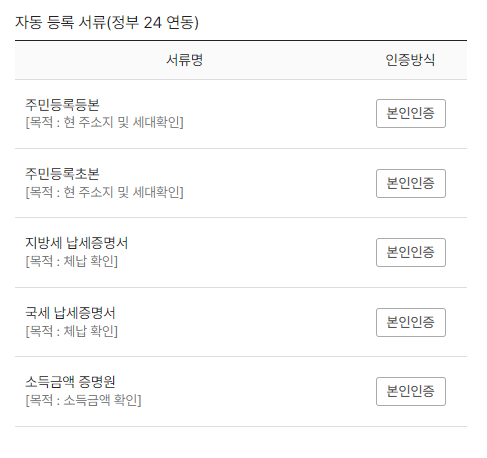 자동 등록 서류(정부 24 연동)
서류명 인증방식
주민등록등본
[목적 : 현 주소지 및 세대확인]
본인인증
주민등록초본
[목적 : 현 주소지 및 세대확인]
본인인증
지방세 납세증명서
[목적 : 체납 확인]
본인인증
국세 납세증명서
[목적 : 체납 확인]
본인인증
소득금액 증명원
[목적 : 소득금액 확인]
본인인증